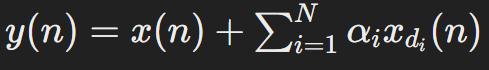 y(n) = x(n) + ∑_{i=1}^{N} α_i x_{d_i}(n)